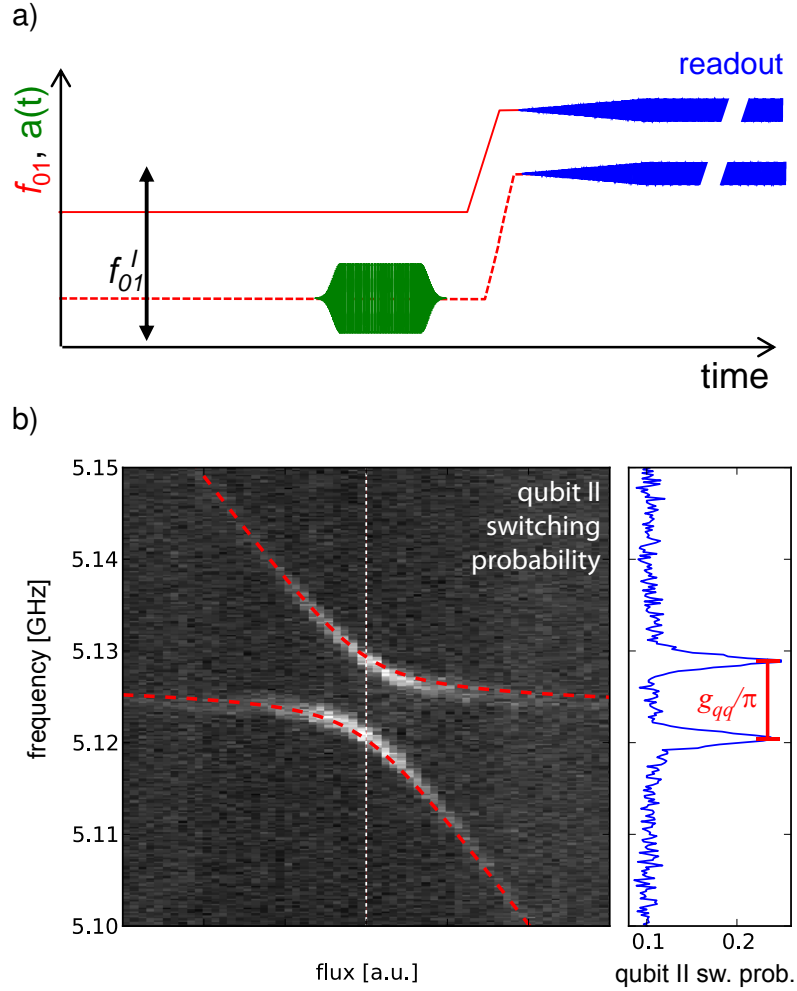 a)
readout
f01, a(t)
f01^I
time
b)
5.15
5.14
5.13
5.12
5.11
5.10
frequency [GHz]
qubit II
switching
probability
flux [a.u.]
gqq/π
0.1 0.2
qubit II sw. prob.